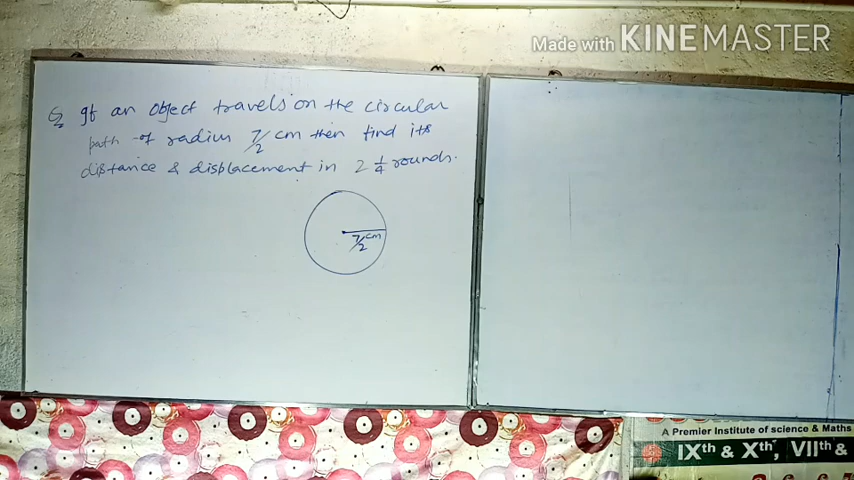 Made with KINEMASTER
Q If an object travels on the circular
path of radius 7/2 cm then find its
distance & displacement in 2 1/4 rounds.
7/2 cm
A Premier Institute of science & Maths
IXth & Xth, VIIth &